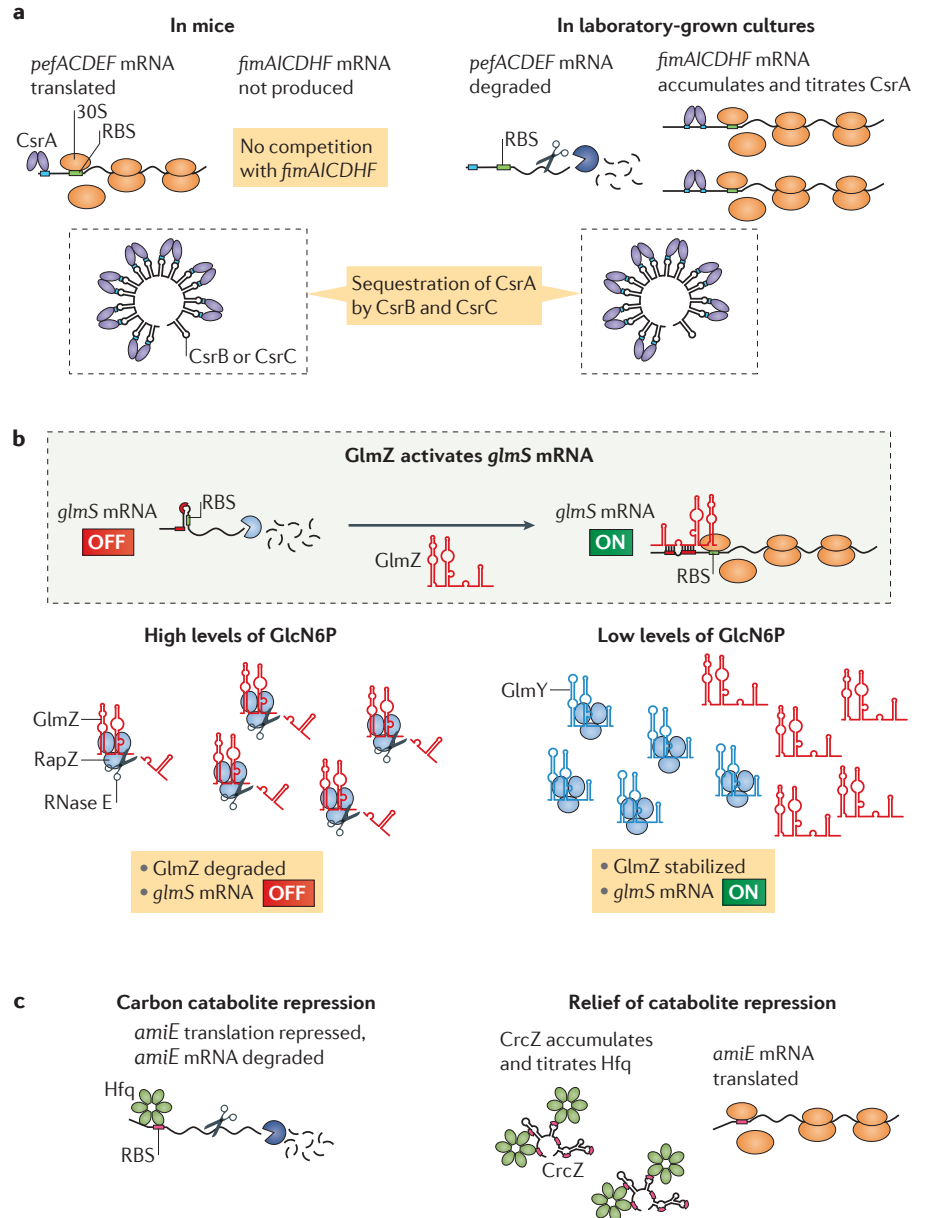 a
In mice
pefACDEF mRNA
translated
fimAICDHF mRNA
not produced
30S
RBS
CsrA
No competition
with fimAICDHF
In laboratory-grown cultures
pefACDEF mRNA
degraded
fimAICDHF mRNA
accumulates and titrates CsrA
RBS
Sequestration of CsrA
by CsrB and CsrC
CsrB or CsrC
b
GlmZ activates glmS mRNA
glmS mRNA
OFF
RBS
GlmZ
glmS mRNA
ON
RBS
High levels of GlcN6P
GlmZ
RapZ
RNase E
• GlmZ degraded
• glmS mRNA OFF
Low levels of GlcN6P
GlmY
• GlmZ stabilized
• glmS mRNA ON
c
Carbon catabolite repression
amiE translation repressed,
amiE mRNA degraded
Hfq
RBS
Relief of catabolite repression
CrcZ accumulates
and titrates Hfq
amiE mRNA
translated
CrcZ